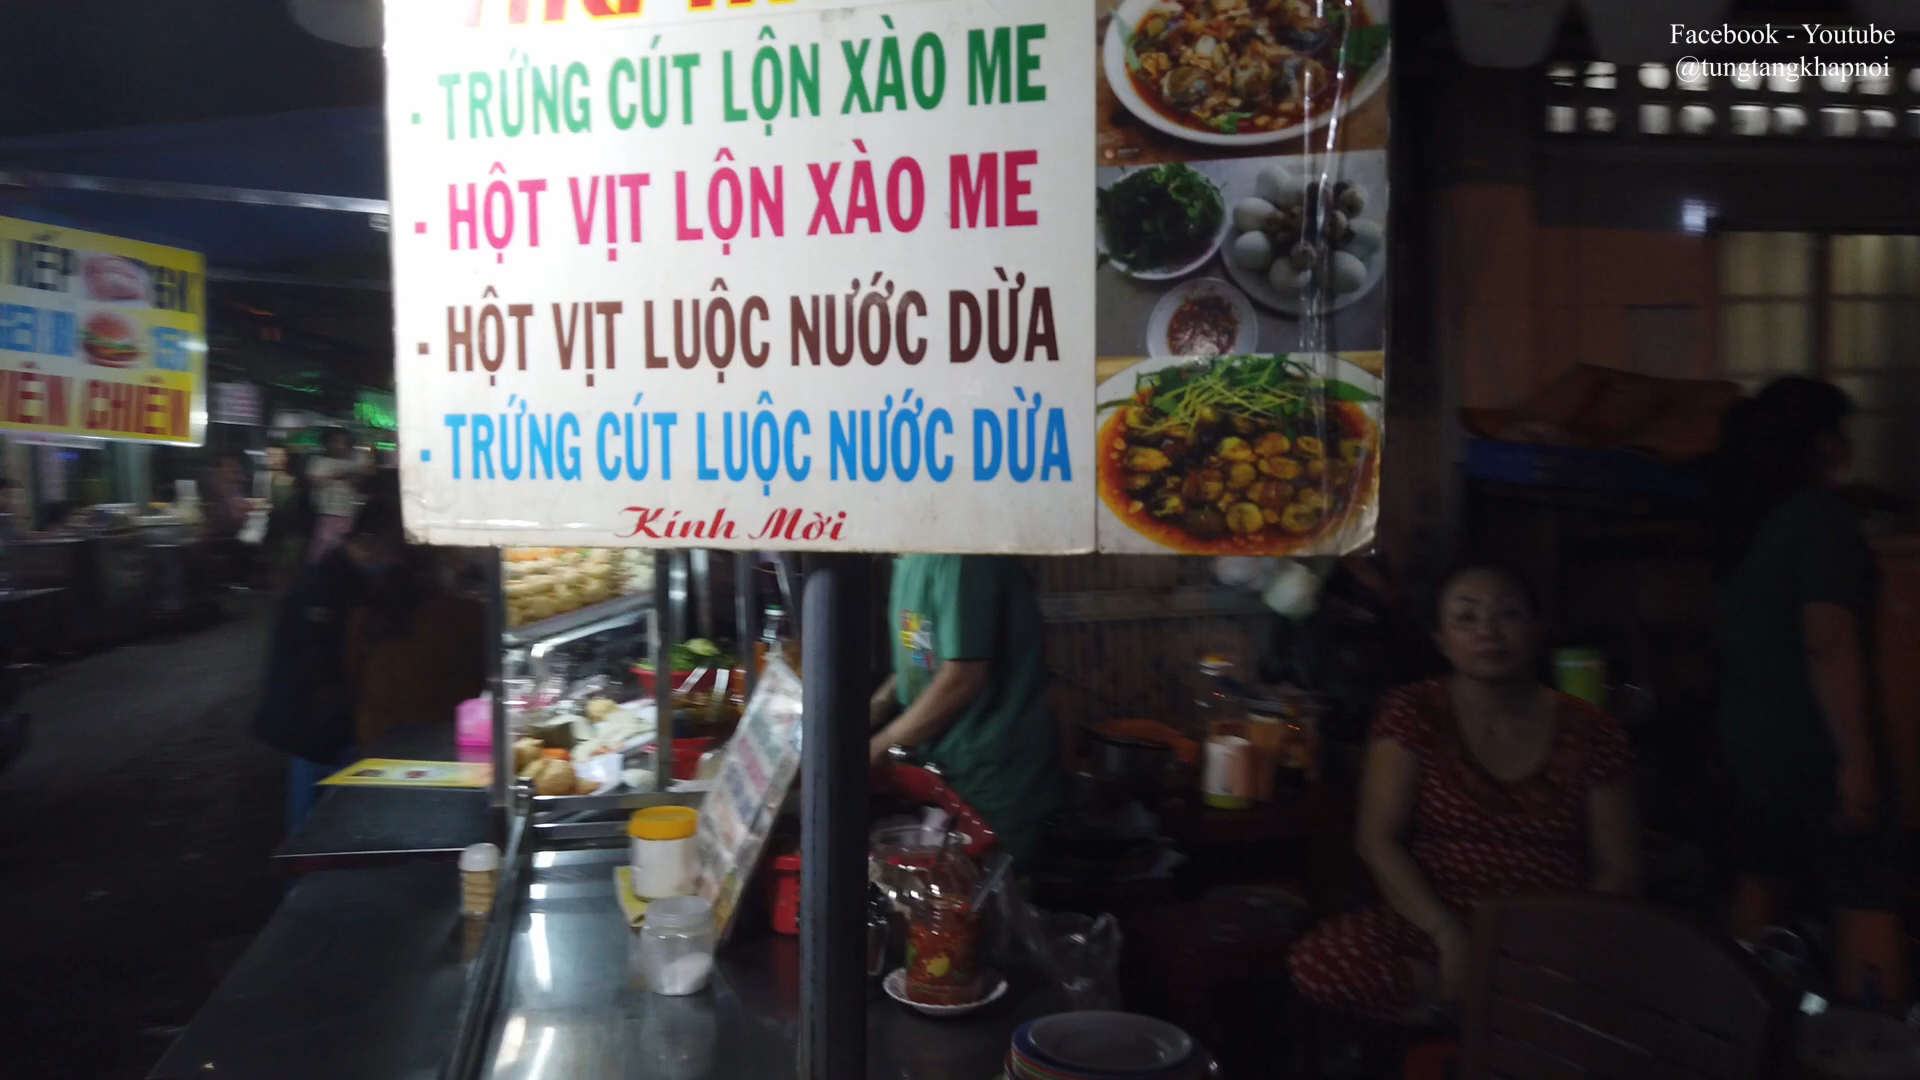 Facebook - Youtube
@tungtangkhapnoi
- TRỨNG CÚT LỘN XÀO ME
- HỘT VỊT LỘN XÀO ME
- HỘT VỊT LUỘC NƯỚC DỪA
- TRỨNG CÚT LUỘC NƯỚC DỪA
Kính Mời
CHIÊN